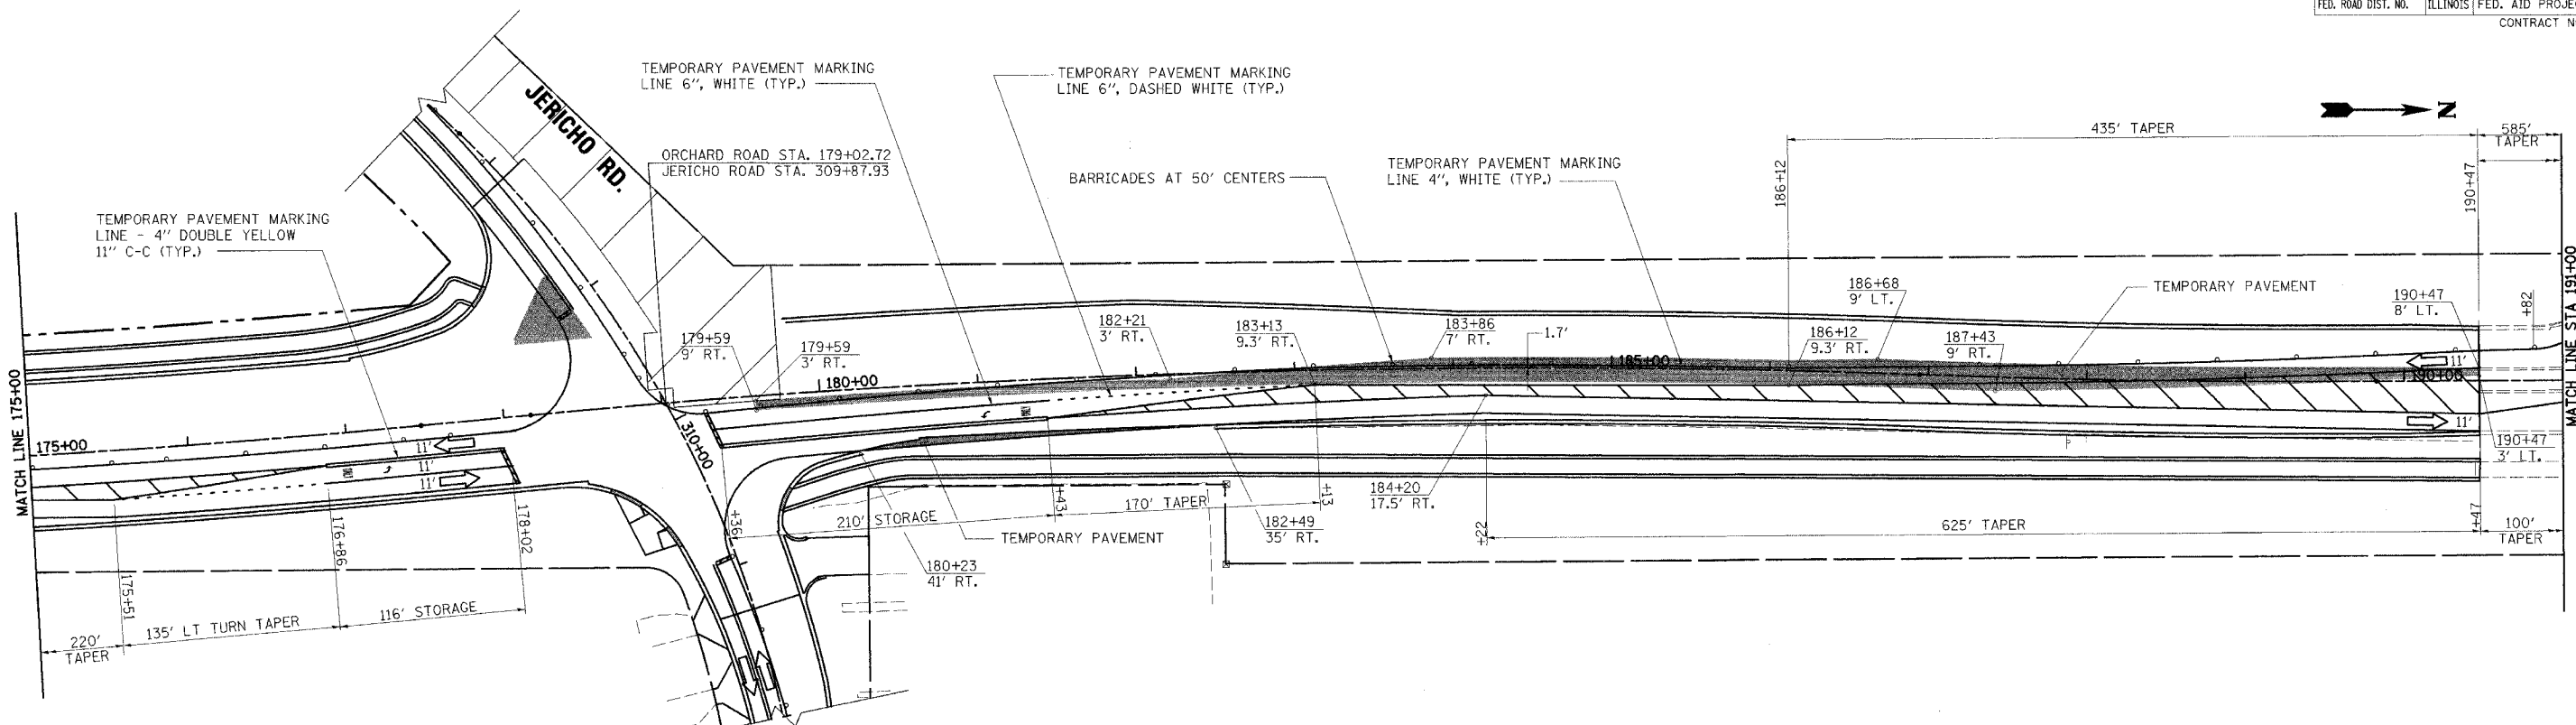 FED. ROAD DIST. NO. ILLINOIS FED. AID PROJE
CONTRACT N
TEMPORARY PAVEMENT MARKING
LINE 6", WHITE (TYP.)
TEMPORARY PAVEMENT MARKING
LINE 6", DASHED WHITE (TYP.)
JERICHO RD.
N
435' TAPER
585'
TAPER
ORCHARD ROAD STA. 179+02.72
JERICHO ROAD STA. 309+87.93
BARRICADES AT 50' CENTERS
TEMPORARY PAVEMENT MARKING
LINE 4", WHITE (TYP.)
186+12
190+47
TEMPORARY PAVEMENT MARKING
LINE - 4" DOUBLE YELLOW
11" C-C (TYP.)
179+59
9' RT.
179+59
3' RT.
182+21
3' RT.
183+13
9.3' RT.
183+86
7' RT.
1.7'
186+68
9' LT.
186+12
9.3' RT.
187+43
9' RT.
TEMPORARY PAVEMENT
190+47
8' LT.
+82
MATCH LINE STA 191+00
180+00
185+00
190+00
11'
11'
190+47
3' LT.
MATCH LINE 175+00
175+00
11'
11'
11'
310+00
+36
210' STORAGE
+43
170' TAPER
+13
184+20
17.5' RT.
182+49
35' RT.
+22
625' TAPER
+47
100'
TAPER
TEMPORARY PAVEMENT
180+23
41' RT.
175+51
176+86
178+02
220'
TAPER
135' LT TURN TAPER
116' STORAGE